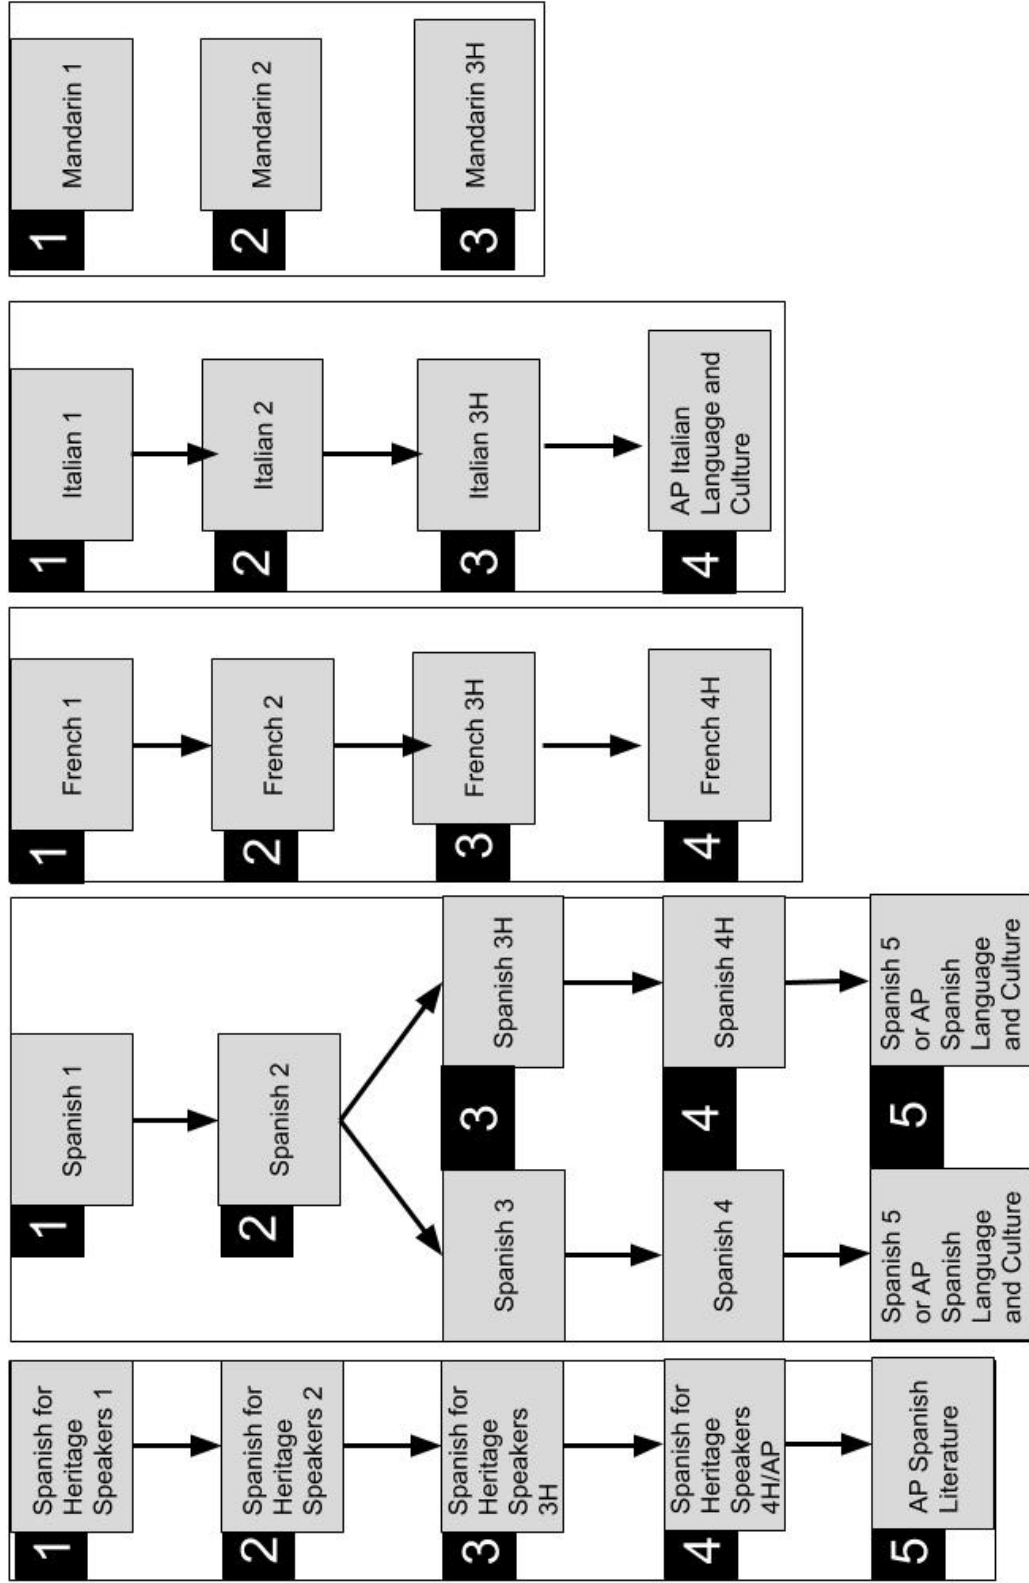 1
Spanish for
Heritage
Speakers 1
2
Spanish for
Heritage
Speakers 2
3
Spanish for
Heritage
Speakers
3H
4
Spanish for
Heritage
Speakers
4H/AP
5
AP Spanish
Literature
1
Spanish 1
2
Spanish 2
Spanish 3
3
Spanish 3H
Spanish 4
4
Spanish 4H
Spanish 5
or AP
Spanish
Language
and Culture
5
Spanish 5
or AP
Spanish
Language
and Culture
1
French 1
2
French 2
3
French 3H
4
French 4H
1
Italian 1
2
Italian 2
3
Italian 3H
4
AP Italian
Language and
Culture
1
Mandarin 1
2
Mandarin 2
3
Mandarin 3H